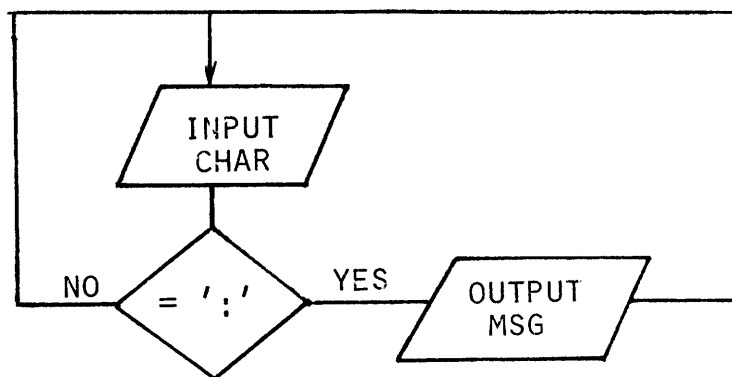 INPUT
CHAR
NO
= ':'
YES
OUTPUT
MSG